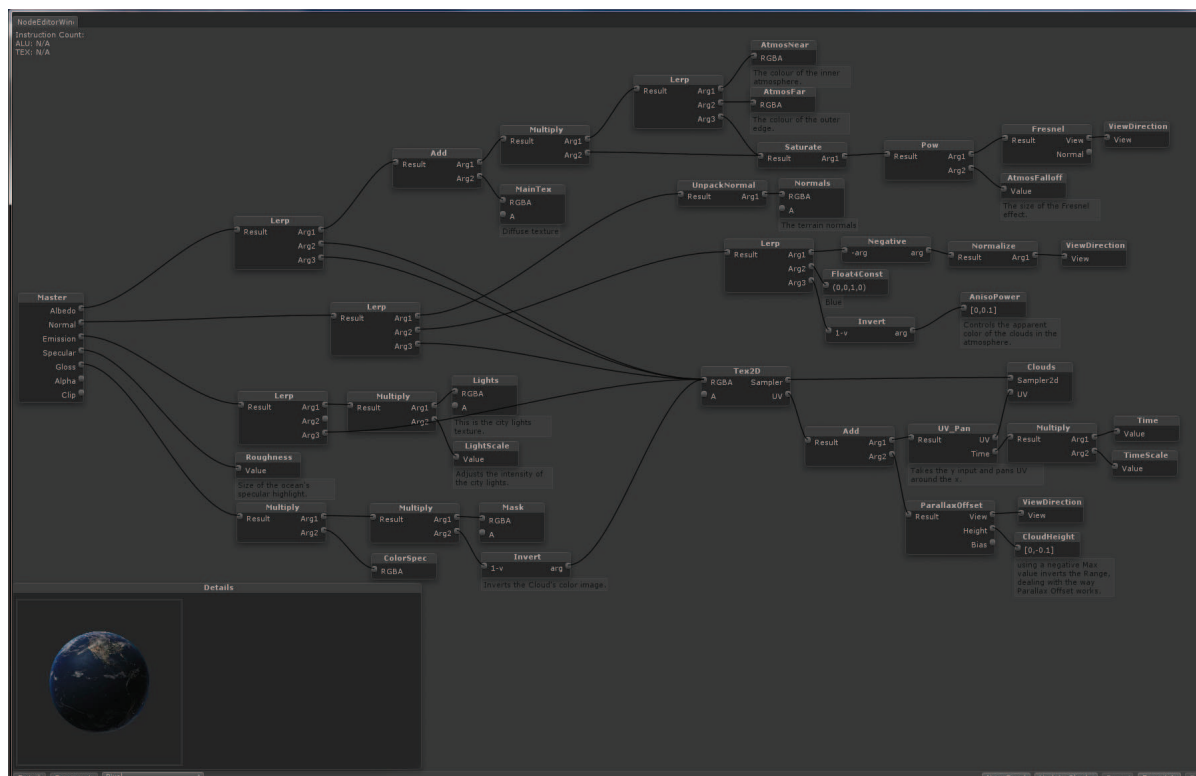 NodeEditorWin
Instruction Count:
ALU: N/A
TEX: N/A
AtmosNear
RGBA
The colour of the inner
atmosphere.
AtmosFar
RGBA
The colour of the outer
edge.
Lerp
Result Arg1
Arg2
Arg3
Multiply
Result Arg1
Arg2
Add
Result Arg1
Arg2
MainTex
RGBA
A
Diffuse texture
Saturate
Result Arg1
Pow
Result Arg1
Arg2
Fresnel
Result View
Normal
ViewDirection
View
AtmosFalloff
Value
The size of the Fresnel
effect.
UnpackNormal
Result Arg1
Normals
RGBA
A
The terrain normals
Lerp
Result Arg1
Arg2
Arg3
Lerp
Result Arg1
Arg2
Arg3
Negative
-arg arg
Normalize
Result Arg1
ViewDirection
View
Float4Const
(0,0,1,0)
Blue
Invert
1-v arg
AnisoPower
[0,0.1]
Controls the apparent
color of the clouds in the
atmosphere.
Master
Albedo
Normal
Emission
Specular
Gloss
Alpha
Clip
Lerp
Result Arg1
Arg2
Arg3
Tex2D
RGBA Sampler
A UV
Clouds
Sampler2d
UV
Lerp
Result Arg1
Arg2
Arg3
Multiply
Result Arg1
Arg2
Lights
RGBA
A
This is the city lights
texture.
LightScale
Value
Adjusts the intensity of
the city lights.
Add
Result Arg1
Arg2
UV_Pan
Result UV
Time
Takes the y input and pans UV
around the x.
Multiply
Result Arg1
Arg2
Time
Value
TimeScale
Value
Roughness
Value
Size of the ocean's
specular highlight.
Multiply
Result Arg1
Arg2
Multiply
Result Arg1
Arg2
Mask
RGBA
A
ColorSpec
RGBA
Invert
1-v arg
Inverts the Cloud's color image.
ParallaxOffset
Result View
Height
Bias
ViewDirection
View
CloudHeight
[0,-0.1]
using a negative Max
value inverts the Range,
dealing with the way
Parallax Offset works.
Details